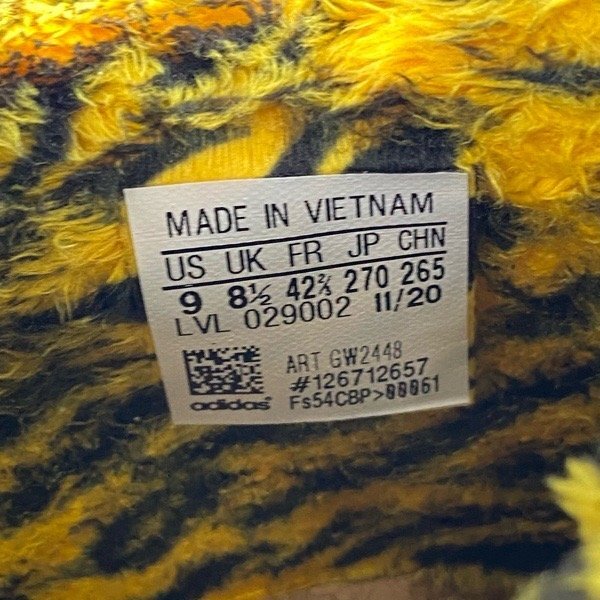 MADE IN VIETNAM
US UK FR JP CHN
9 8½ 42⅔ 270 265
LVL 029002 11/20
ART GW2448
#126712657
Fs54CBP>00061
adidas